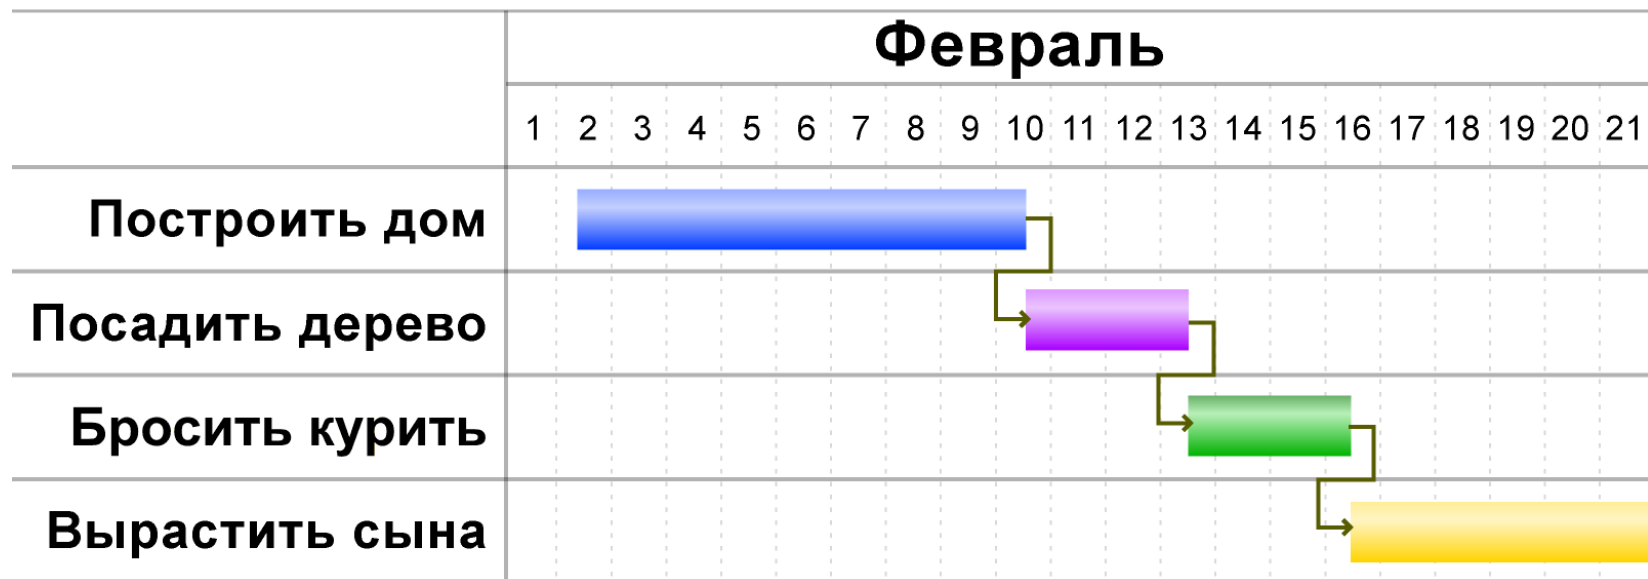 Февраль
1 2 3 4 5 6 7 8 9 10 11 12 13 14 15 16 17 18 19 20 21
Построить дом
Посадить дерево
Бросить курить
Вырастить сына